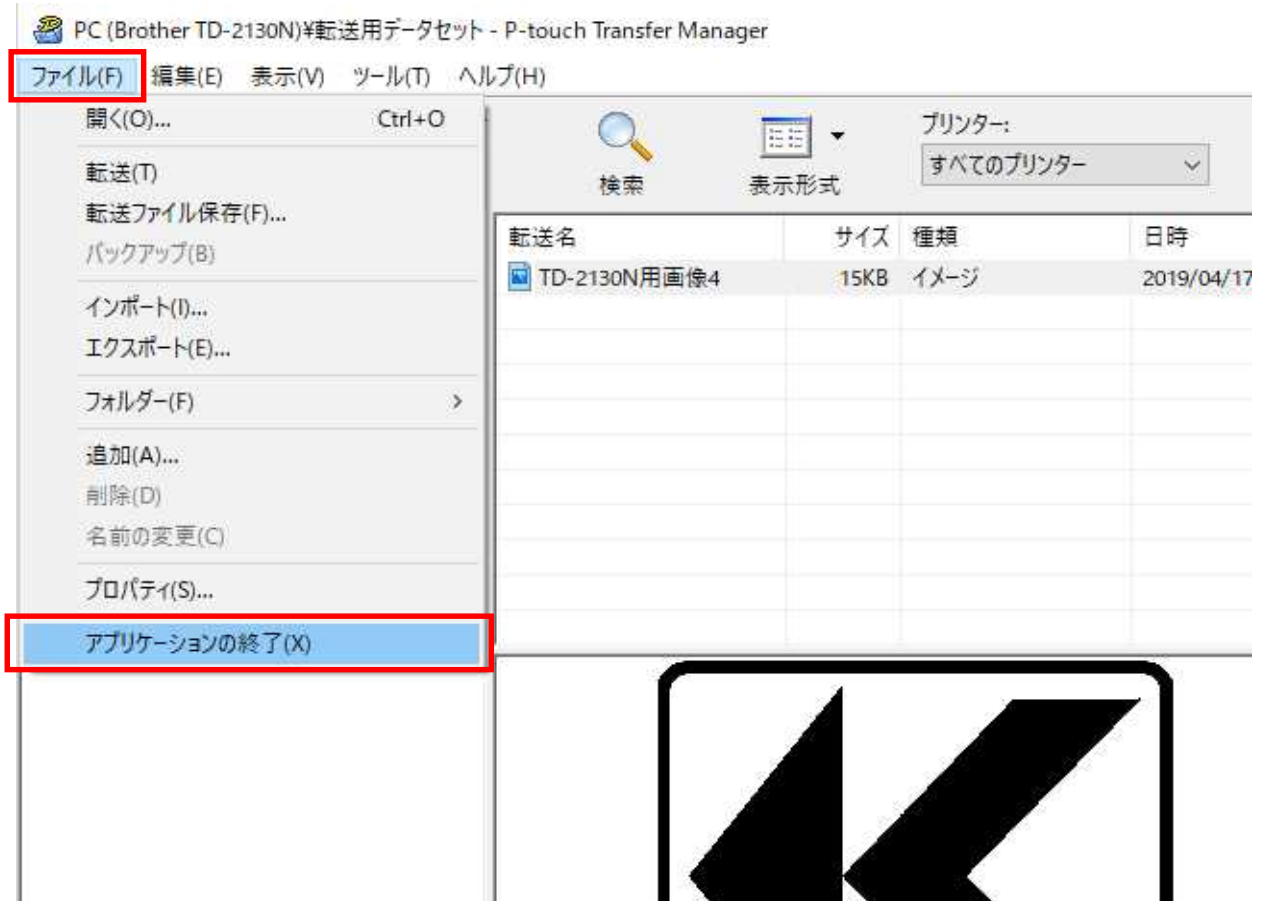 PC (Brother TD-2130N)¥転送用データセット - P-touch Transfer Manager
ファイル(F) 編集(E) 表示(V) ツール(T) ヘルプ(H)
開く(O)... Ctrl+O
転送(T)
転送ファイル保存(F)...
バックアップ(B)
インポート(I)...
エクスポート(E)...
フォルダー(F)
追加(A)...
削除(D)
名前の変更(C)
プロパティ(S)...
アプリケーションの終了(X)
検索
表示形式
プリンター:
すべてのプリンター
転送名 サイズ 種類 日時
TD-2130N用画像4 15KB イメージ 2019/04/17